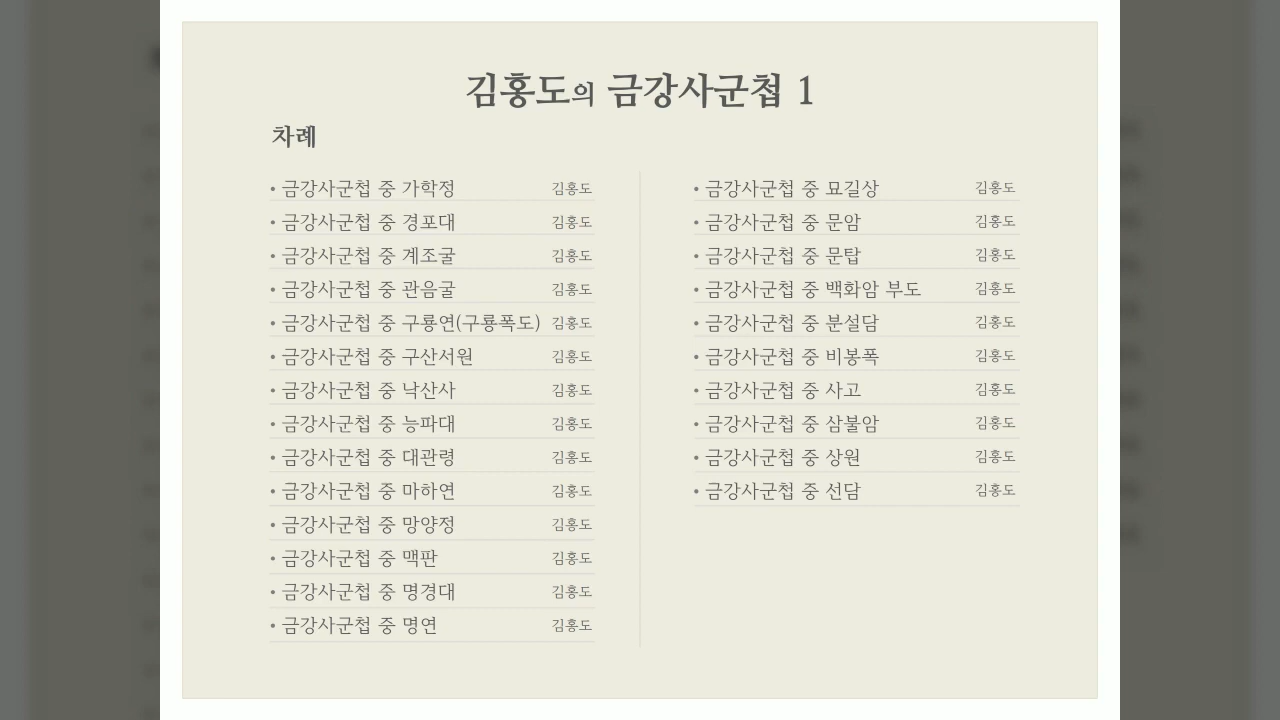 김홍도의 금강사군첩 1
차례
• 금강사군첩 중 가학정 김홍도
• 금강사군첩 중 경포대 김홍도
• 금강사군첩 중 계조굴 김홍도
• 금강사군첩 중 관음굴 김홍도
• 금강사군첩 중 구룡연(구룡폭도) 김홍도
• 금강사군첩 중 구산서원 김홍도
• 금강사군첩 중 낙산사 김홍도
• 금강사군첩 중 능파대 김홍도
• 금강사군첩 중 대관령 김홍도
• 금강사군첩 중 마하연 김홍도
• 금강사군첩 중 망양정 김홍도
• 금강사군첩 중 맥판 김홍도
• 금강사군첩 중 명경대 김홍도
• 금강사군첩 중 명연 김홍도
• 금강사군첩 중 묘길상 김홍도
• 금강사군첩 중 문암 김홍도
• 금강사군첩 중 문탑 김홍도
• 금강사군첩 중 백화암 부도 김홍도
• 금강사군첩 중 분설담 김홍도
• 금강사군첩 중 비봉폭 김홍도
• 금강사군첩 중 사고 김홍도
• 금강사군첩 중 삼불암 김홍도
• 금강사군첩 중 상원 김홍도
• 금강사군첩 중 선담 김홍도